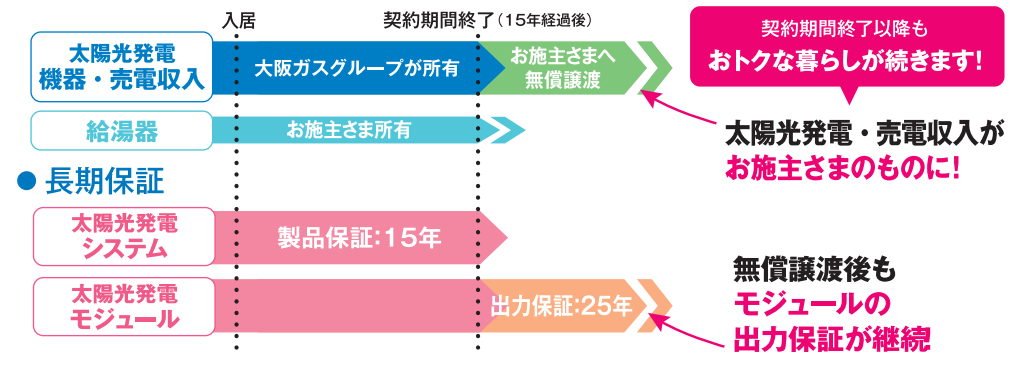 入居
契約期間終了（15年経過後）
太陽光発電
機器・売電収入
大阪ガスグループが所有
お施主さまへ
無償譲渡
契約期間終了以降も
おトクな暮らしが続きます！
給湯器
お施主さま所有
太陽光発電・売電収入が
お施主さまのものに！
長期保証
太陽光発電
システム
製品保証：15年
太陽光発電
モジュール
出力保証：25年
無償譲渡後も
モジュールの
出力保証が継続！